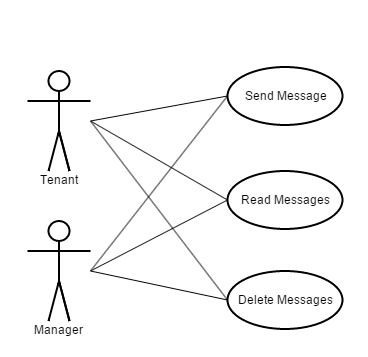 Send Message
Tenant
Read Messages
Delete Messages
Manager